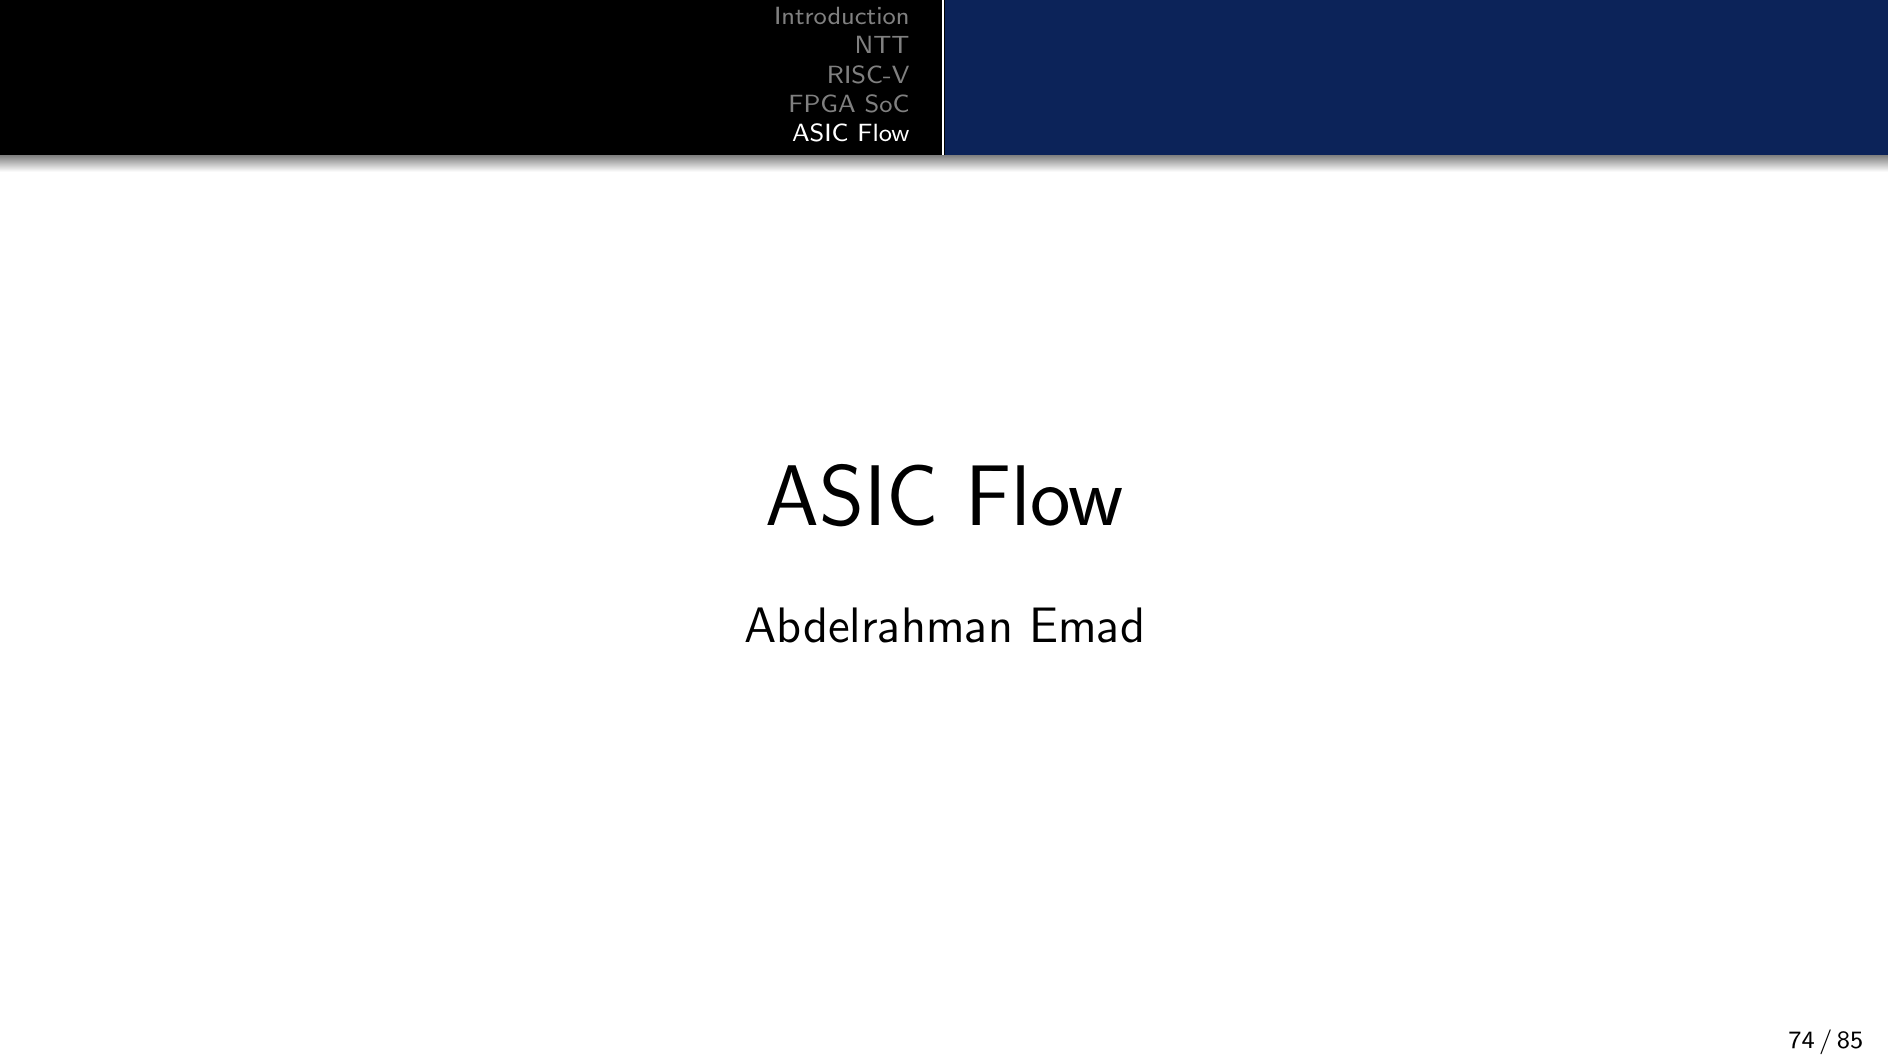 Introduction
NTT
RISC-V
FPGA SoC
ASIC Flow
ASIC Flow
Abdelrahman Emad
74 / 85